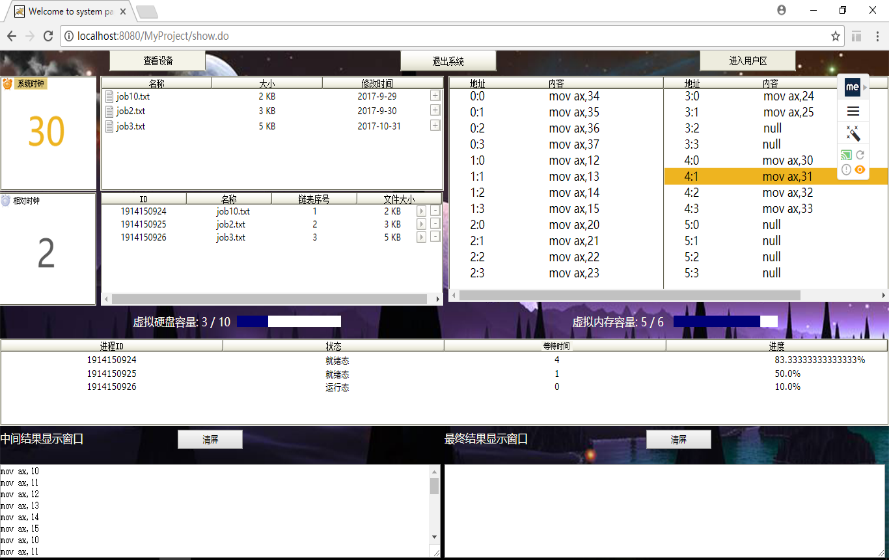 Welcome to system pa
localhost:8080/MyProject/show.do
查看设备
退出系统
进入用户区
系统时钟
30
名称 大小 修改时间
job10.txt 2 KB 2017-9-29
job2.txt 3 KB 2017-9-30
job3.txt 5 KB 2017-10-31
相对时钟
2
ID 名称 链表序号 文件大小
1914150924 job10.txt 1 2 KB
1914150925 job2.txt 2 3 KB
1914150926 job3.txt 3 5 KB
地址 内容 地址 内容
0:0 mov ax,34 3:0 mov ax,24
0:1 mov ax,35 3:1 mov ax,25
0:2 mov ax,36 3:2 null
0:3 mov ax,37 3:3 null
1:0 mov ax,12 4:0 mov ax,30
1:1 mov ax,13 4:1 mov ax,31
1:2 mov ax,14 4:2 mov ax,32
1:3 mov ax,15 4:3 mov ax,33
2:0 mov ax,20 5:0 null
2:1 mov ax,21 5:1 null
2:2 mov ax,22 5:2 null
2:3 mov ax,23 5:3 null
me
虚拟硬盘容量: 3 / 10
虚拟内存容量: 5 / 6
进程ID 状态 等待时间 进度
1914150924 就绪态 4 83.33333333333333%
1914150925 就绪态 1 50.0%
1914150926 运行态 0 10.0%
中间结果显示窗口
清屏
最终结果显示窗口
清屏
mov ax,10
mov ax,11
mov ax,12
mov ax,13
mov ax,14
mov ax,15
mov ax,10
mov ax,11